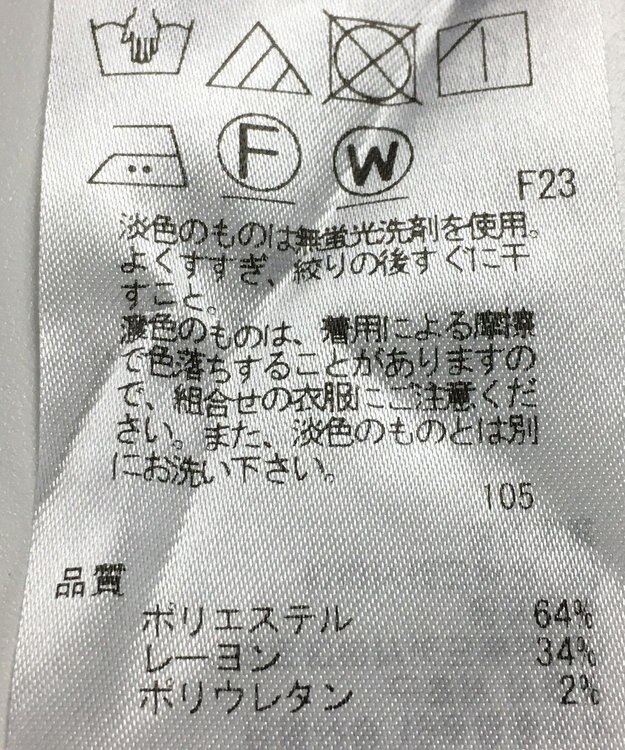 F W F23
淡色のものは無蛍光洗剤を使用。
よくすすぎ、絞りの後すぐに干
すこと。
濃色のものは、着用による摩擦
で色落ちすることがありますの
で、組合せの衣服にご注意くだ
さい。また、淡色のものとは別
にお洗い下さい。
105
品質
ポリエステル 64%
レーヨン 34%
ポリウレタン 2%